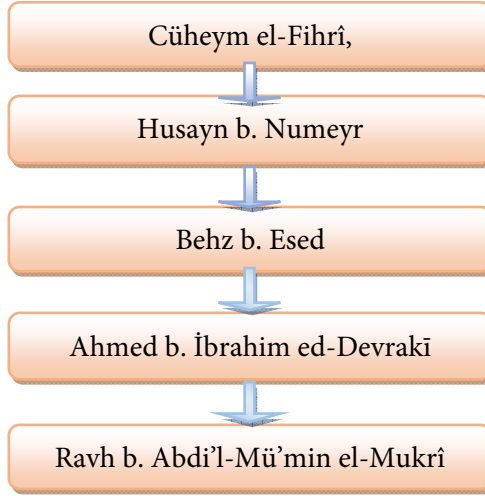 Cüheym el-Fihrî,
Husayn b. Numeyr
Behz b. Esed
Ahmed b. İbrahim ed-Devrakī
Ravh b. Abdi’l-Mü’min el-Mukrî